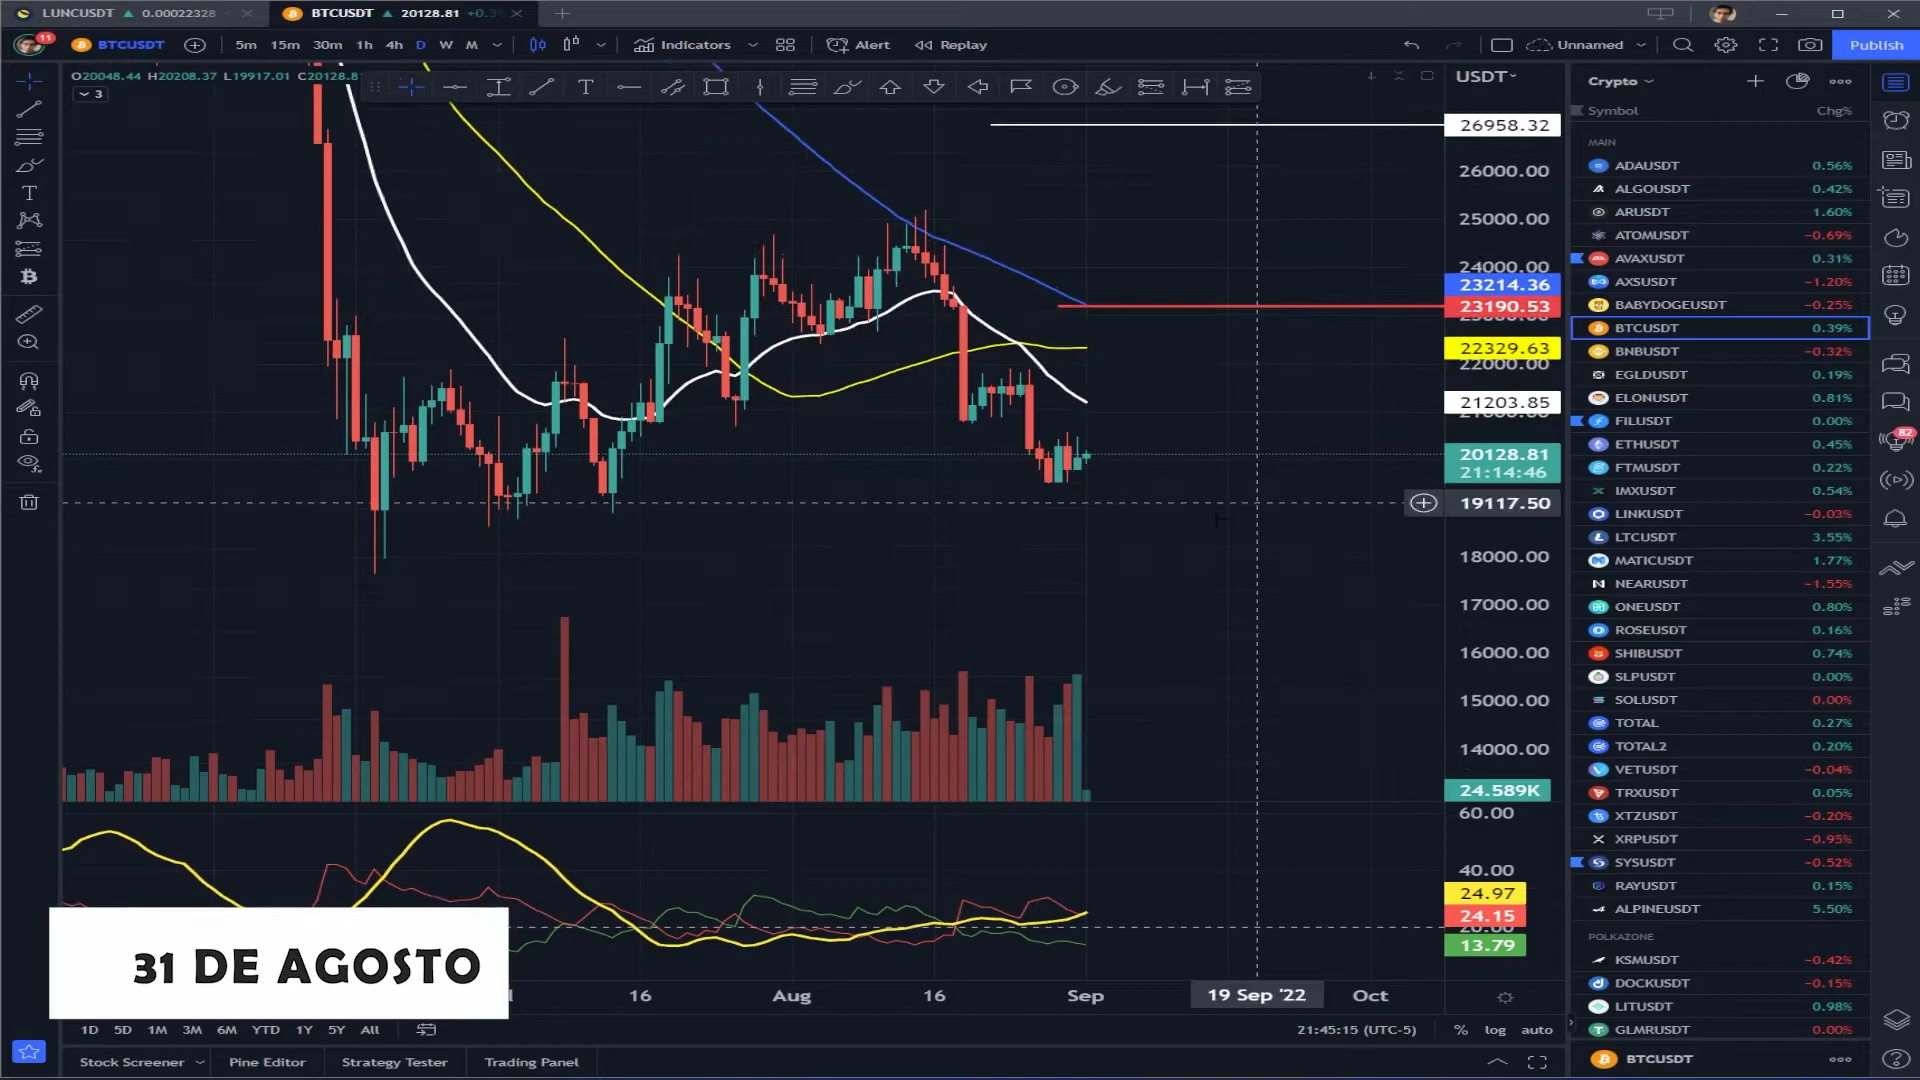 LUNCUSDT ▲ 0.00022328
BTCUSDT ▲ 20128.81 +0.3
11 BTCUSDT 5m 15m 30m 1h 4h D W M Indicators Alert Replay Unnamed Publish
O20048.44 H20208.37 L19917.01 C20128.81
3
USDT
26958.32
26000.00
25000.00
24000.00
23214.36
23190.53
22329.63
22000.00
21203.85
20128.81
21:14:46
19117.50
18000.00
17000.00
16000.00
15000.00
14000.00
24.589K
60.00
40.00
24.97
24.15
20.00
13.79
31 DE AGOSTO
16 Aug 16 Sep 19 Sep '22 Oct
1D 5D 1M 3M 6M YTD 1Y 5Y All
21:45:15 (UTC-5) % log auto
Stock Screener Pine Editor Strategy Tester Trading Panel
Crypto
Symbol Chg%
MAIN
ADAUSDT 0.56%
ALGOUSDT 0.42%
ARUSDT 1.60%
ATOMUSDT −0.69%
AVAXUSDT 0.31%
AXSUSDT −1.20%
BABYDOGEUSDT −0.25%
BTCUSDT 0.39%
BNBUSDT −0.32%
EGLDUSDT 0.19%
ELONUSDT 0.81%
FILUSDT 0.00%
ETHUSDT 0.45%
FTMUSDT 0.22%
IMXUSDT 0.54%
LINKUSDT −0.03%
LTCUSDT 3.55%
MATICUSDT 1.77%
NEARUSDT −1.55%
ONEUSDT 0.80%
ROSEUSDT 0.16%
SHIBUSDT 0.74%
SLPUSDT 0.00%
SOLUSDT 0.00%
TOTAL 0.27%
TOTAL2 0.20%
VETUSDT −0.04%
TRXUSDT 0.05%
XTZUSDT −0.20%
XRPUSDT −0.95%
SYSUSDT −0.52%
RAYUSDT 0.15%
ALPINEUSDT 5.50%
POLKAZONE
KSMUSDT −0.42%
DOCKUSDT −0.15%
LITUSDT 0.98%
GLMRUSDT 0.00%
BTCUSDT
82